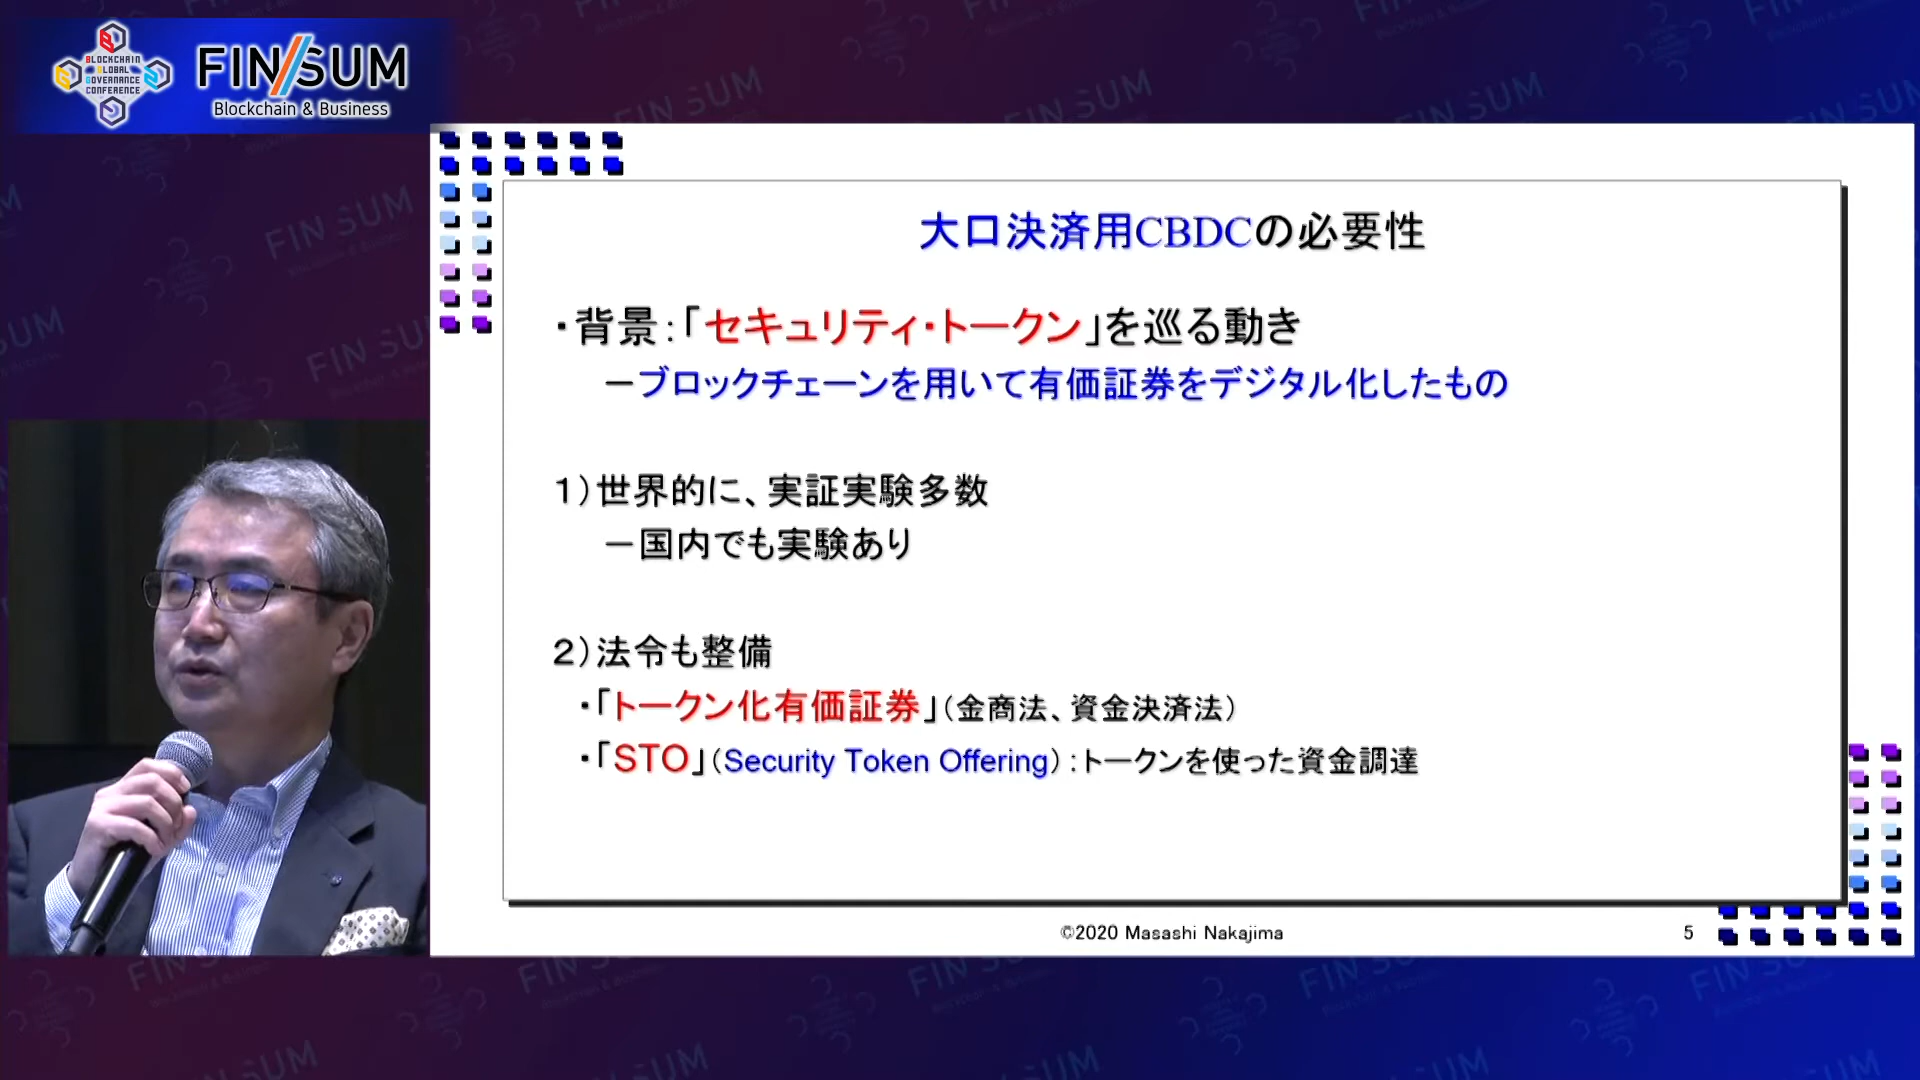 BLOCKCHAIN
GLOBAL
GOVERNANCE
CONFERENCE
FIN/SUM
Blockchain & Business
大口決済用CBDCの必要性
・背景:「セキュリティ・トークン」を巡る動き
－ブロックチェーンを用いて有価証券をデジタル化したもの
１）世界的に、実証実験多数
－国内でも実験あり
２）法令も整備
・「トークン化有価証券」（金商法、資金決済法）
・「STO」（Security Token Offering）：トークンを使った資金調達
©2020 Masashi Nakajima
5